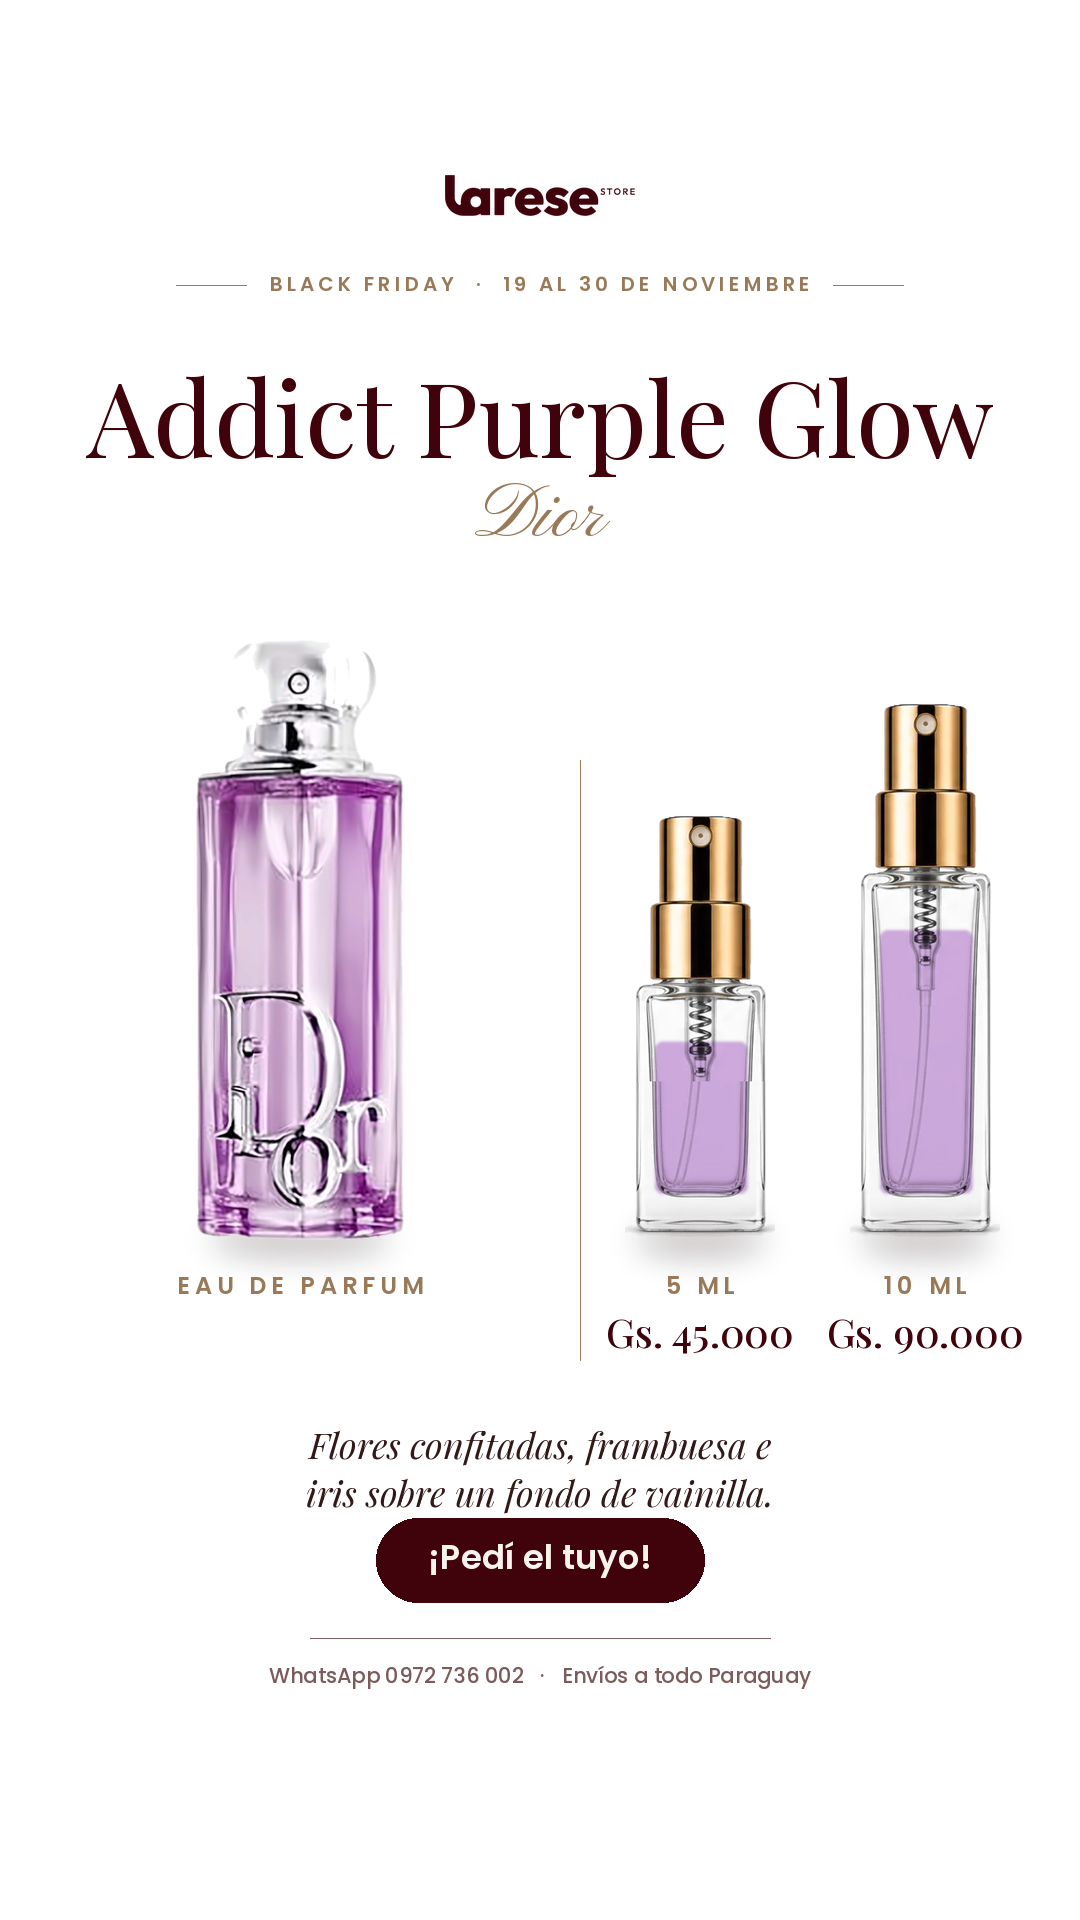 Larese STORE
BLACK FRIDAY · 19 AL 30 DE NOVIEMBRE
Addict Purple Glow
Dior
Dior
EAU DE PARFUM
5 ML
Gs. 45.000
10 ML
Gs. 90.000
Flores confitadas, frambuesa e
iris sobre un fondo de vainilla.
¡Pedí el tuyo!
WhatsApp 0972 736 002 · Envíos a todo Paraguay